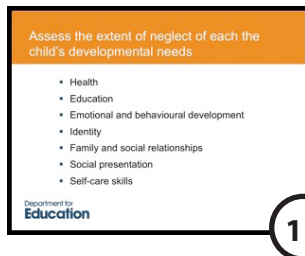 Assess the extent of neglect of each the
child's developmental needs
▪ Health
▪ Education
▪ Emotional and behavioural development
▪ Identity
▪ Family and social relationships
▪ Social presentation
▪ Self-care skills
Department for
Education
1